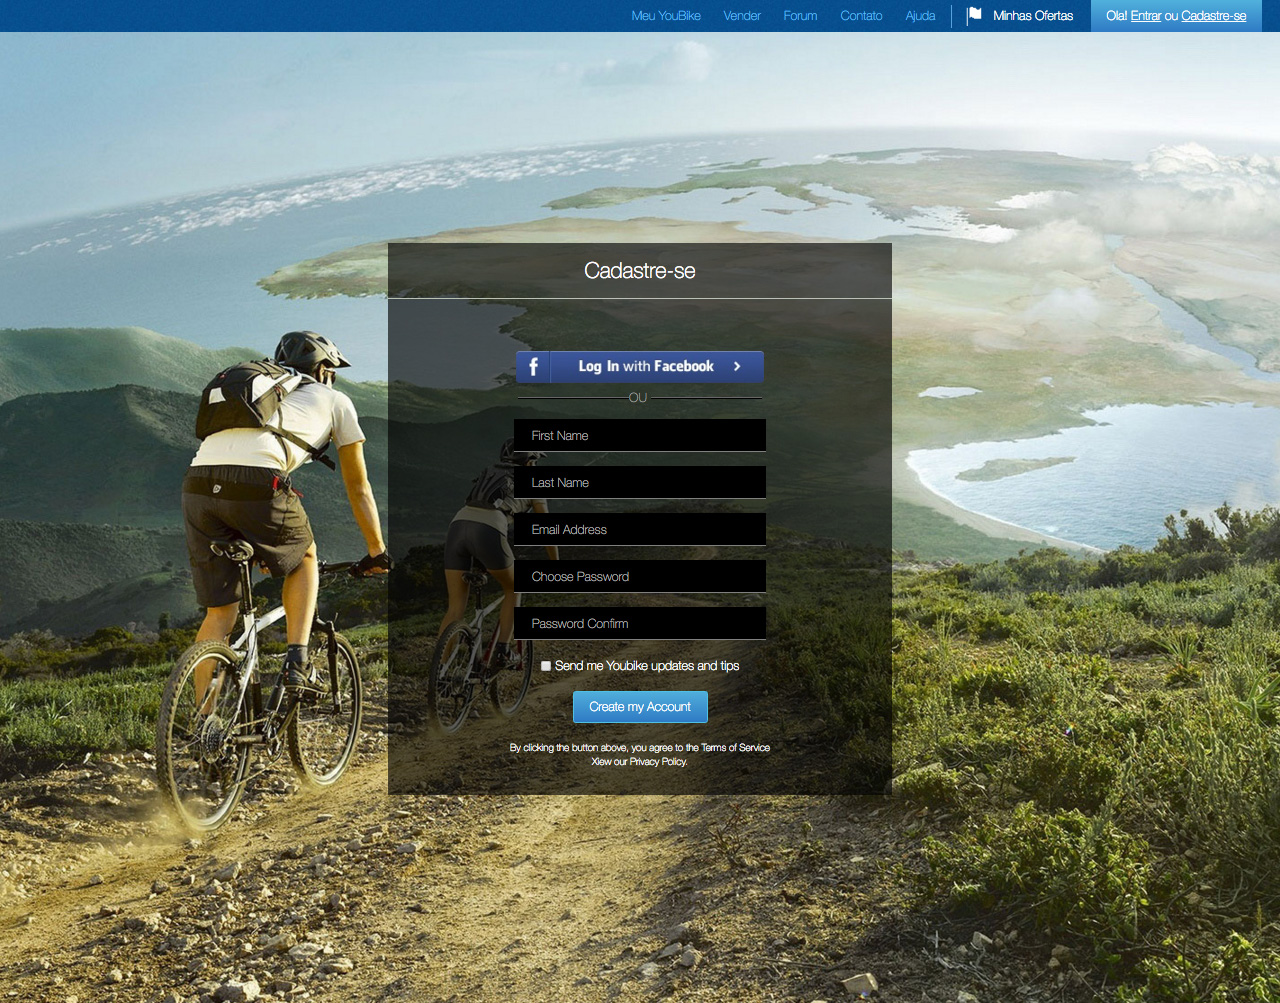 Meu YouBike Vender Forum Contato Ajuda Minhas Ofertas Ola! Entrar ou Cadastre-se
Cadastre-se
f Log In with Facebook >
OU
First Name
Last Name
Email Address
Choose Password
Password Confirm
Send me Youbike updates and tips
Create my Account
By clicking the button above, you agree to the Terms of Service
Xiew our Privacy Policy.